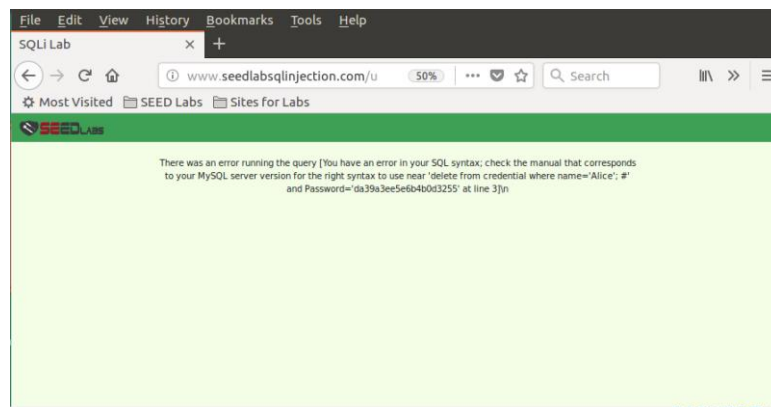 File Edit View History Bookmarks Tools Help
SQLi Lab × +
www.seedlabsqlinjection.com/u 50% Search
Most Visited SEED Labs Sites for Labs
SEEDLABS
There was an error running the query [You have an error in your SQL syntax; check the manual that corresponds
to your MySQL server version for the right syntax to use near 'delete from credential where name='Alice'; #'
and Password='da39a3ee5e6b4b0d3255' at line 3]\n